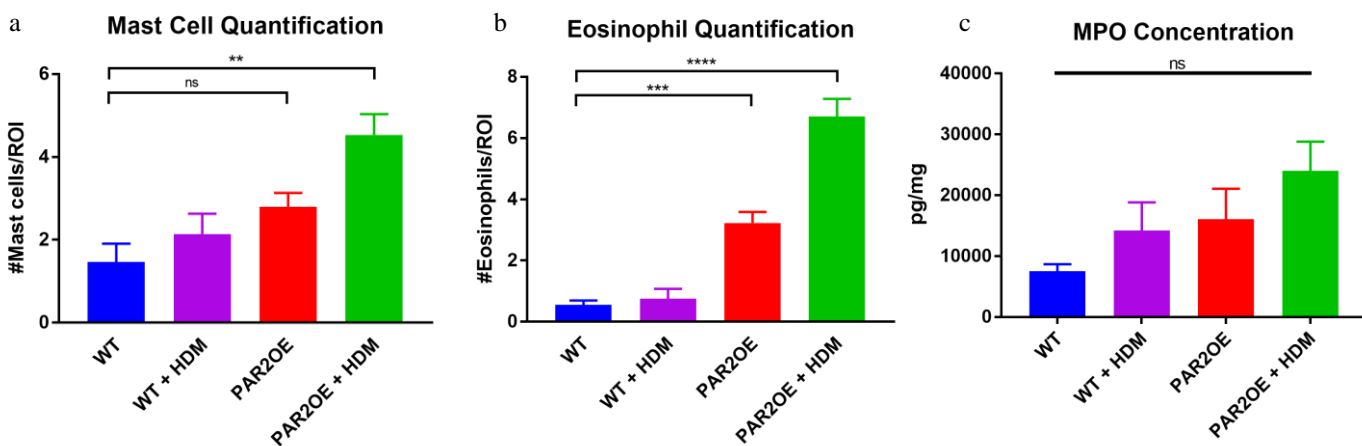 a
Mast Cell Quantification
#Mast cells/ROI
6
4
2
0
**
ns
WT
WT + HDM
PAR2OE
PAR2OE + HDM
b
Eosinophil Quantification
#Eosinophils/ROI
8
6
4
2
0
****
***
WT
WT + HDM
PAR2OE
PAR2OE + HDM
c
MPO Concentration
pg/mg
40000
30000
20000
10000
0
ns
WT
WT + HDM
PAR2OE
PAR2OE + HDM